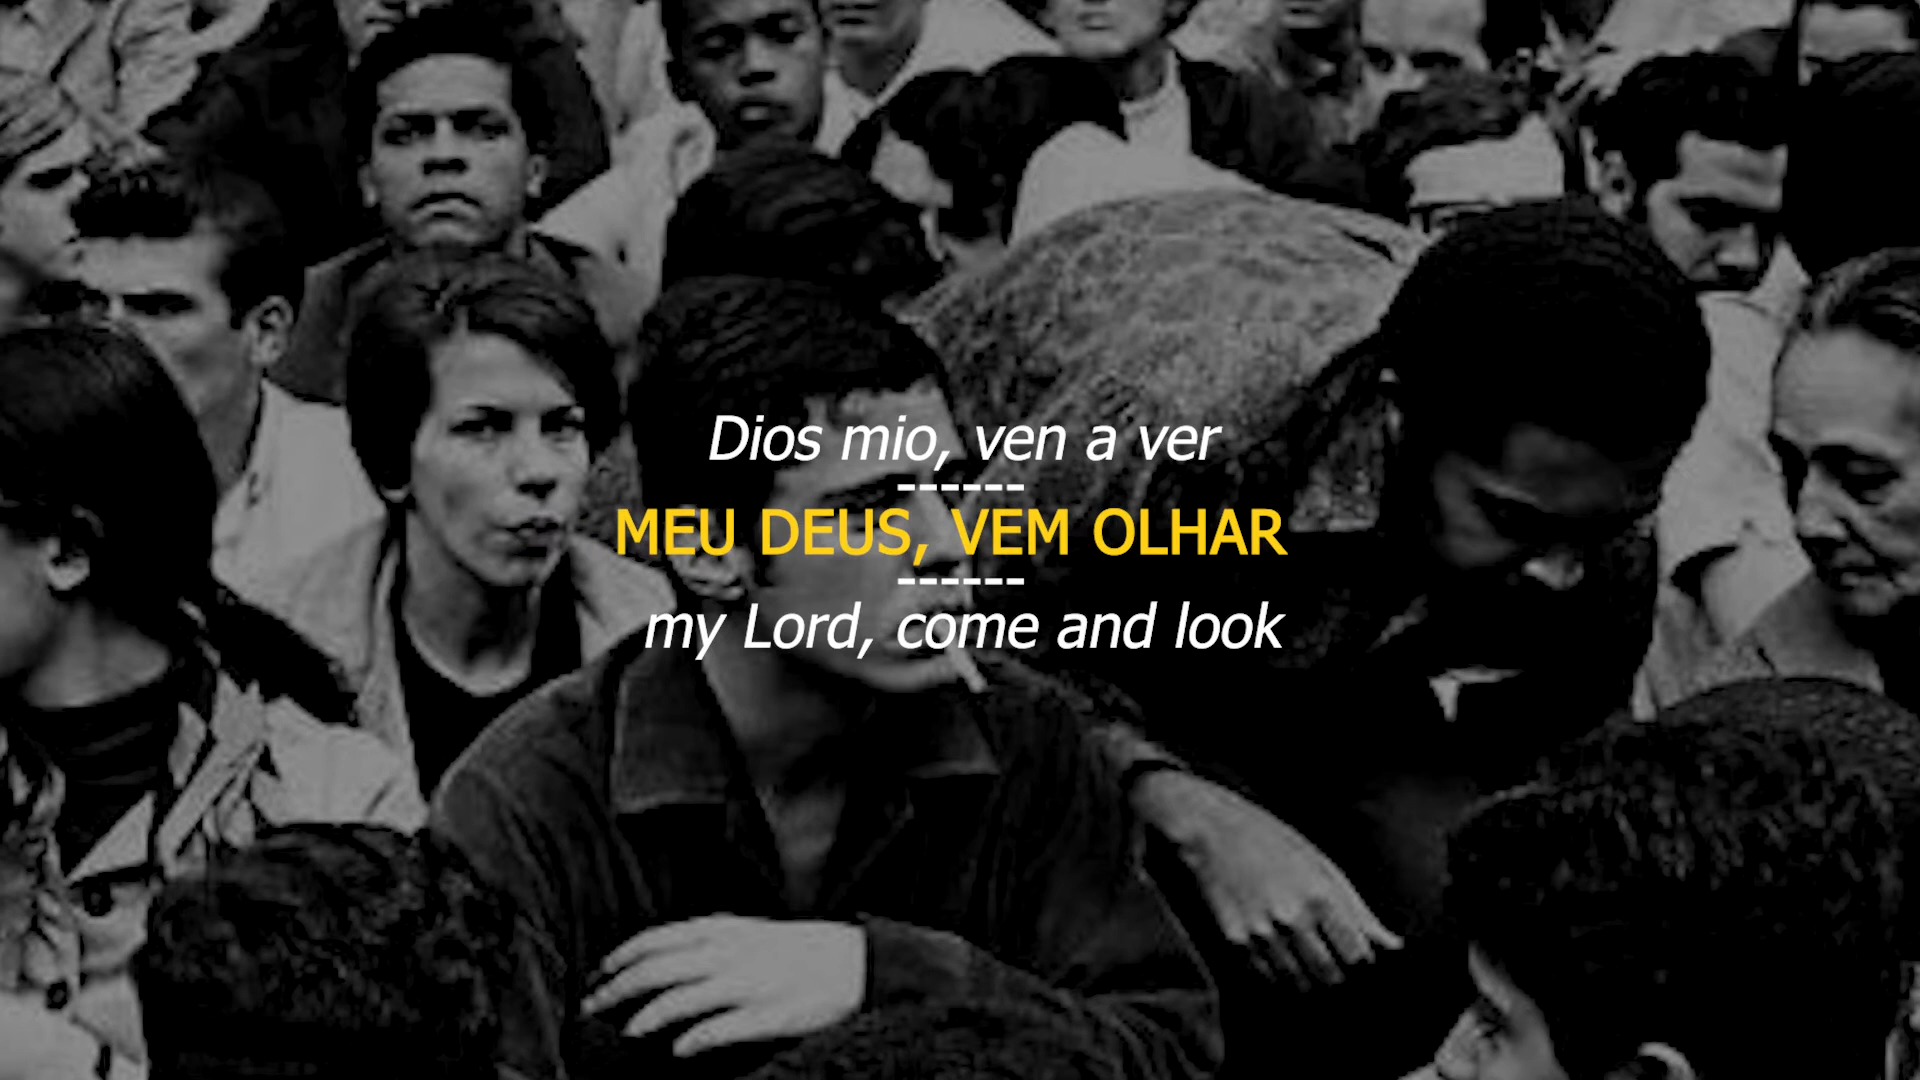 Dios mio, ven a ver
------
MEU DEUS, VEM OLHAR
------
my Lord, come and look